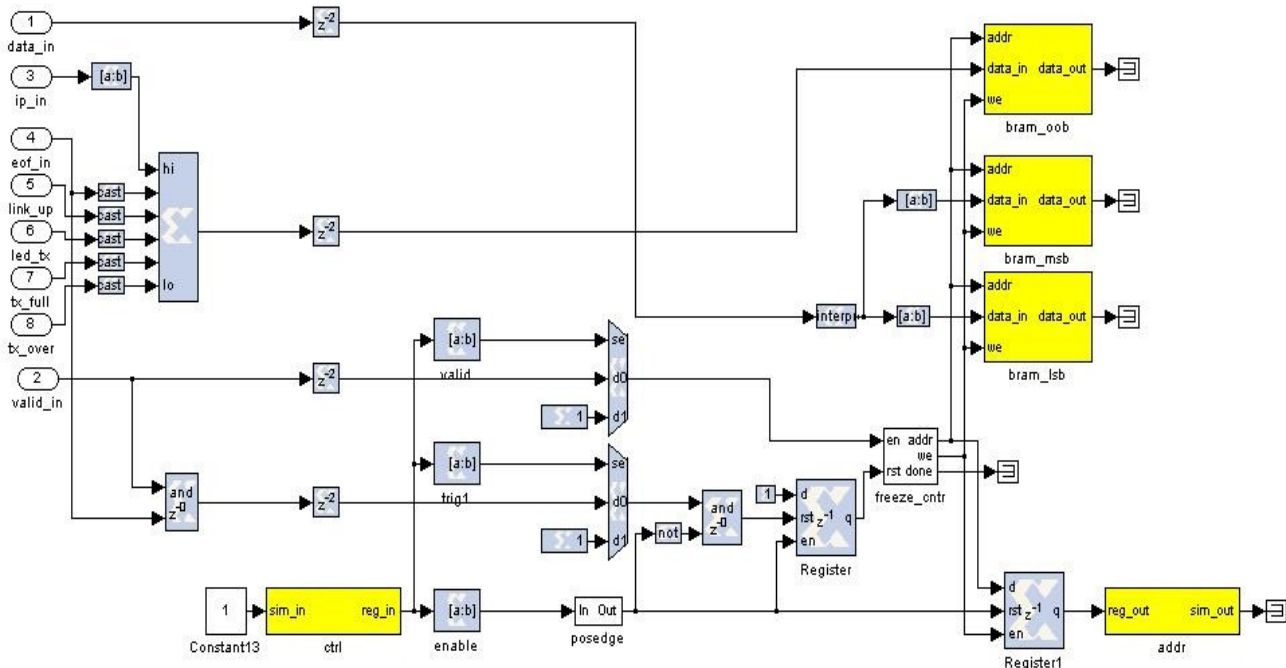 1
data_in
z-2
3
ip_in
[a:b]
4
eof_in
5
link_up
6
led_tx
7
tx_full
8
tx_over
cast
cast
cast
cast
cast
hi
lo
z-2
2
valid_in
z-2
and
z-0
z-2
[a:b]
valid
[a:b]
trig1
se
d0
d1
1
se
d0
d1
1
not
and
z-0
1
d
rst z-1 q
en
Register
en addr
we
rst done
freeze_cntr
interpr
[a:b]
[a:b]
addr
data_in data_out
we
bram_oob
addr
data_in data_out
we
bram_msb
addr
data_in data_out
we
bram_lsb
1
Constant13
sim_in reg_in
ctrl
[a:b]
enable
In Out
posedge
d
rst z-1 q
en
Register1
reg_out sim_out
addr